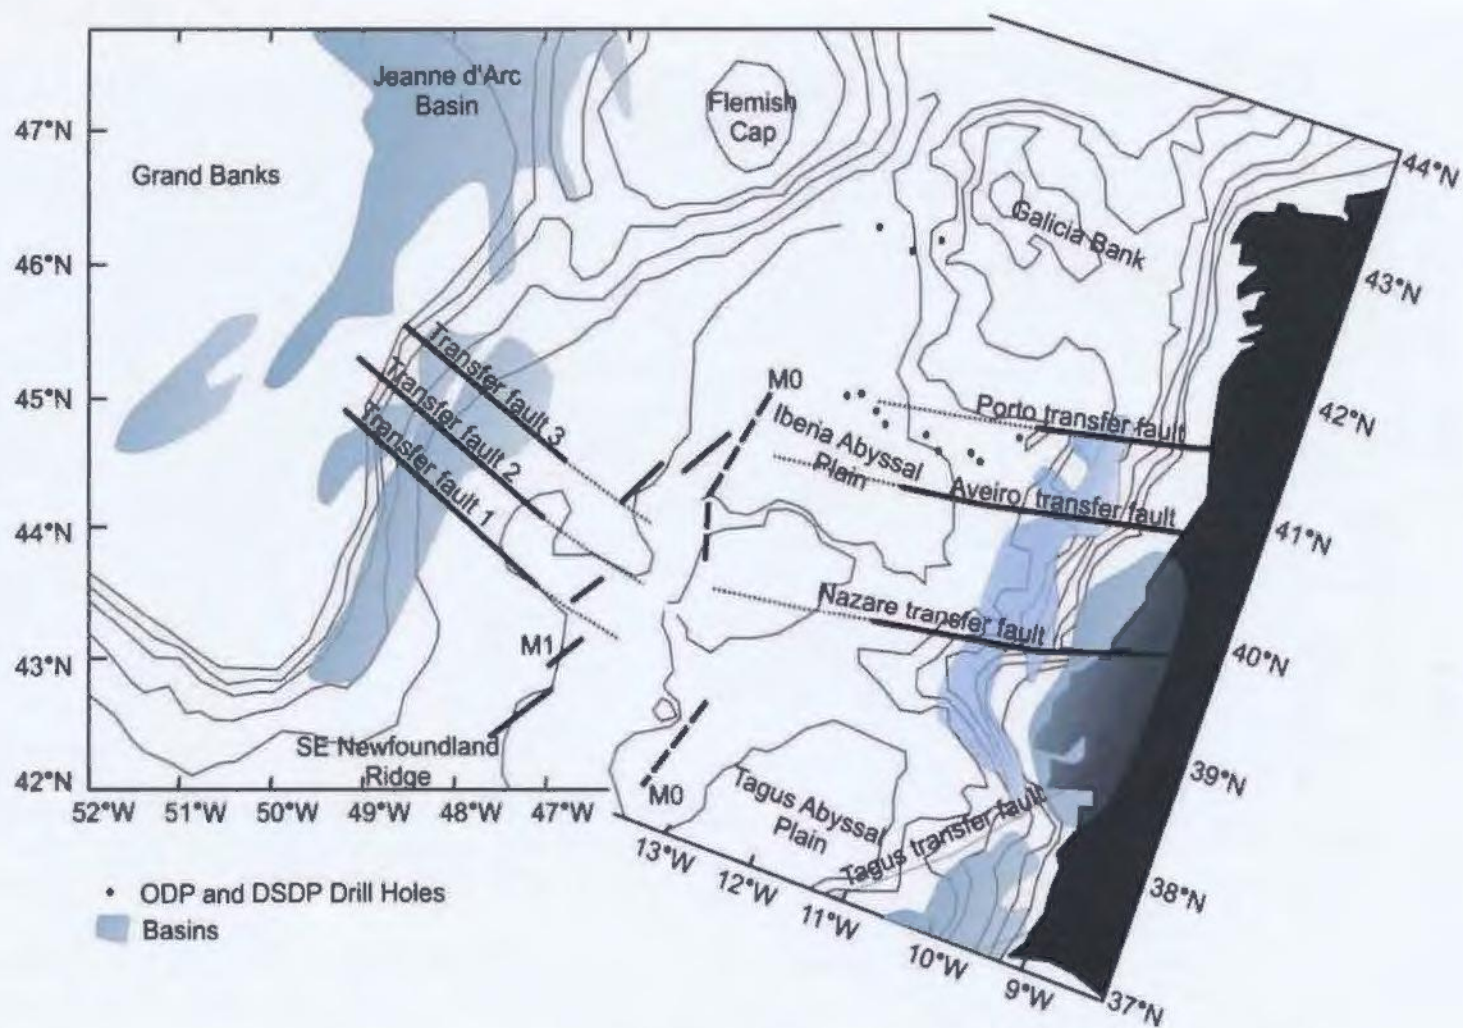 Jeanne d'Arc
Basin
Flemish
Cap
Grand Banks
Galicia Bank
47°N
46°N
45°N
44°N
43°N
42°N
52°W
51°W
50°W
49°W
48°W
47°W
44°N
43°N
42°N
41°N
40°N
39°N
38°N
37°N
13°W
12°W
11°W
10°W
9°W
Transfer fault 3
Transfer fault 2
Transfer fault 1
M0
Iberia Abyssal
Plain
Porto transfer fault
Aveiro transfer fault
Nazare transfer fault
M1
SE Newfoundland
Ridge
M0
Tagus Abyssal
Plain
Tagus transfer fault
ODP and DSDP Drill Holes
Basins